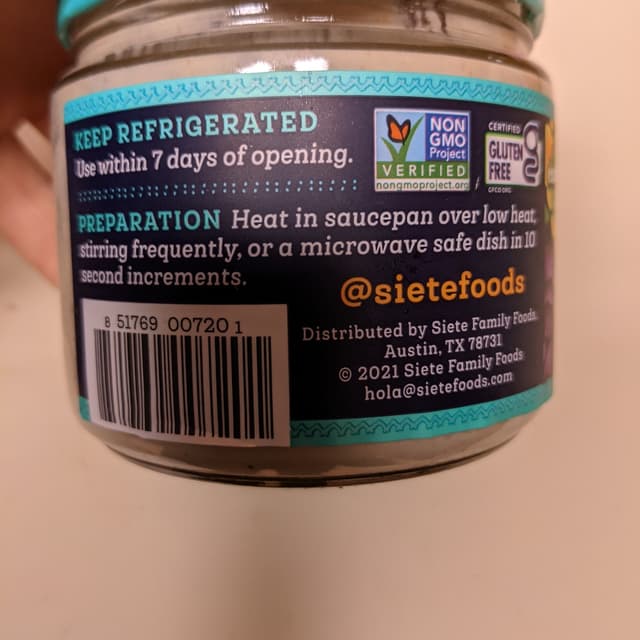 KEEP REFRIGERATED
Use within 7 days of opening.
NON
GMO
Project
VERIFIED
nongmoproject.org
CERTIFIED
GLUTEN
FREE
GFCO.ORG
PREPARATION Heat in saucepan over low heat,
stirring frequently, or a microwave safe dish in 10
second increments.
@sietefoods
8 51769 00720 1
Distributed by Siete Family Foods.
Austin, TX 78731
© 2021 Siete Family Foods
hola@sietefoods.com